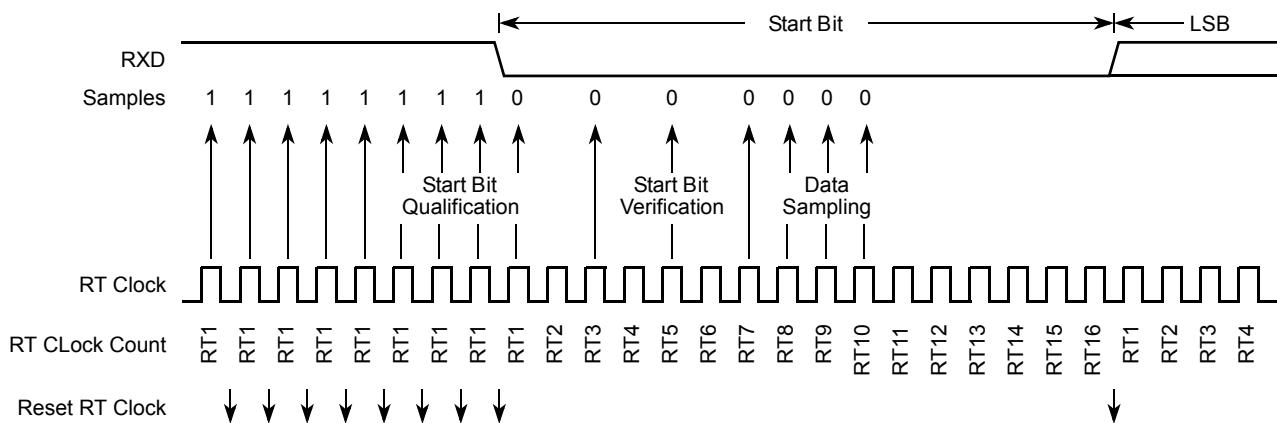 Start Bit
LSB
RXD
Samples 1 1 1 1 1 1 1 1 0 0 0 0 0 0 0
Start Bit Qualification
Start Bit Verification
Data Sampling
RT Clock
RT CLock Count RT1 RT1 RT1 RT1 RT1 RT1 RT1 RT1 RT1 RT2 RT3 RT4 RT5 RT6 RT7 RT8 RT9 RT10 RT11 RT12 RT13 RT14 RT15 RT16 RT1 RT2 RT3 RT4
Reset RT Clock